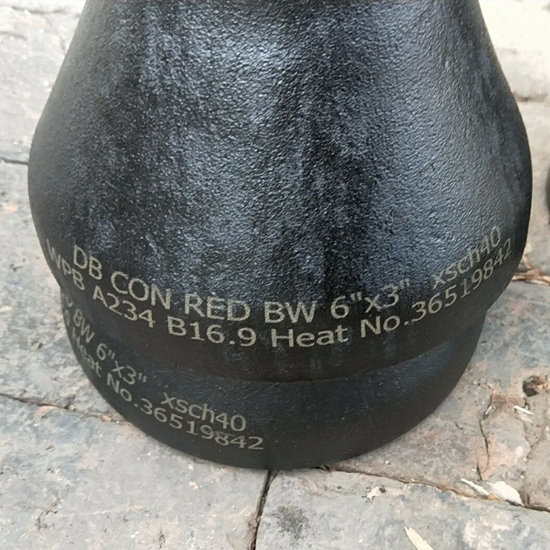 DB CON RED BW 6"x3" xsch40
WPB A234 B16.9 Heat No.36519842
BW 6"x3" xsch40
Heat No.36519842